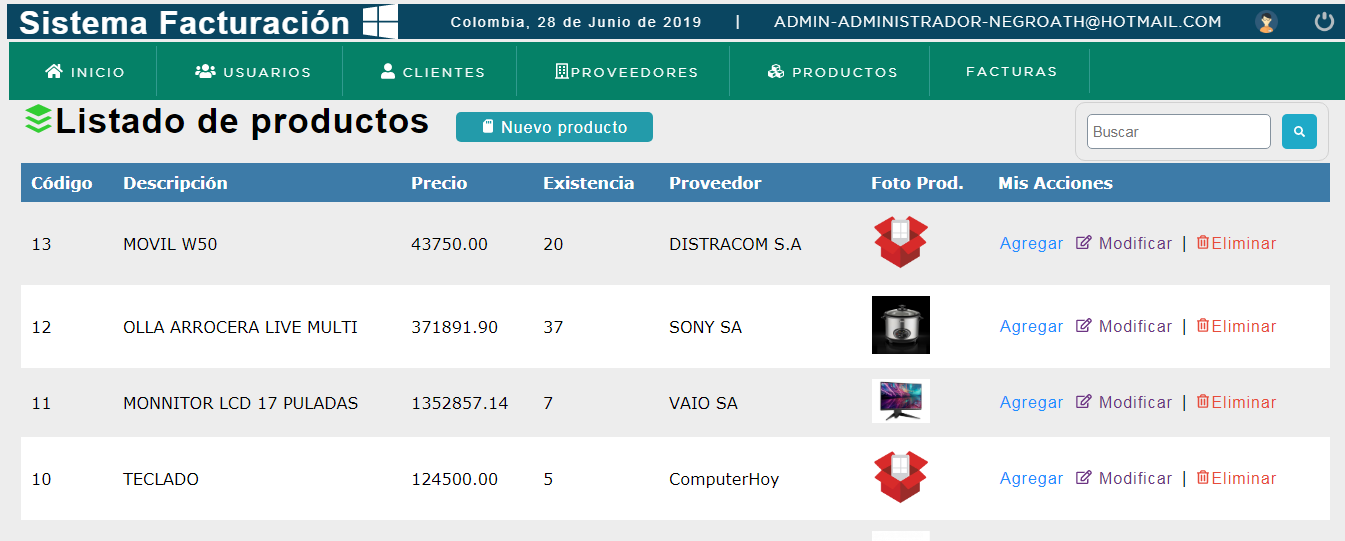 Sistema Facturación Colombia, 28 de Junio de 2019 | ADMIN-ADMINISTRADOR-NEGROATH@HOTMAIL.COM
INICIO USUARIOS CLIENTES PROVEEDORES PRODUCTOS FACTURAS
Listado de productos Nuevo producto Buscar
Código Descripción Precio Existencia Proveedor Foto Prod. Mis Acciones
13 MOVIL W50 43750.00 20 DISTRACOM S.A Agregar Modificar | Eliminar
12 OLLA ARROCERA LIVE MULTI 371891.90 37 SONY SA Agregar Modificar | Eliminar
11 MONNITOR LCD 17 PULADAS 1352857.14 7 VAIO SA Agregar Modificar | Eliminar
10 TECLADO 124500.00 5 ComputerHoy Agregar Modificar | Eliminar